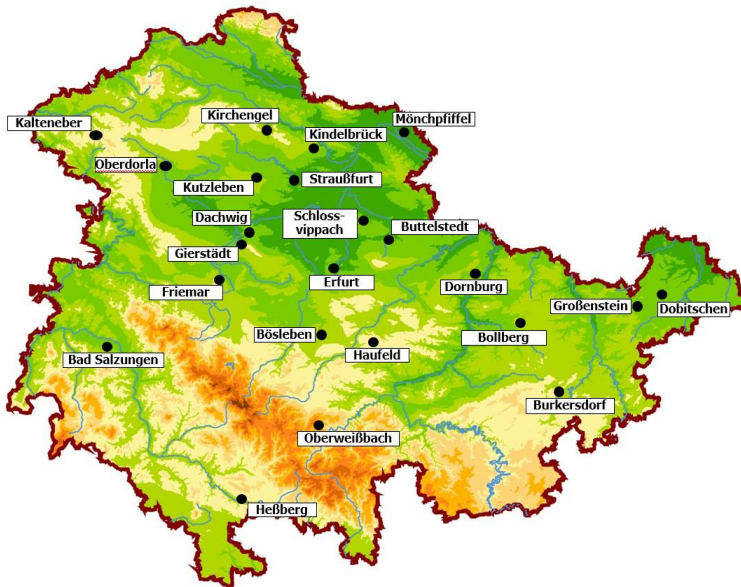 Kirchengel
Mönchpfiffel
Kalteneber
Kindelbrück
Oberdorla
Kutzleben
Straußfurt
Dachwig
Schloss-
vippach
Buttelstedt
Gierstädt
Friemar
Erfurt
Dornburg
Großenstein
Dobitschen
Bösleben
Bollberg
Bad Salzungen
Haufeld
Burkersdorf
Oberweißbach
Heßberg